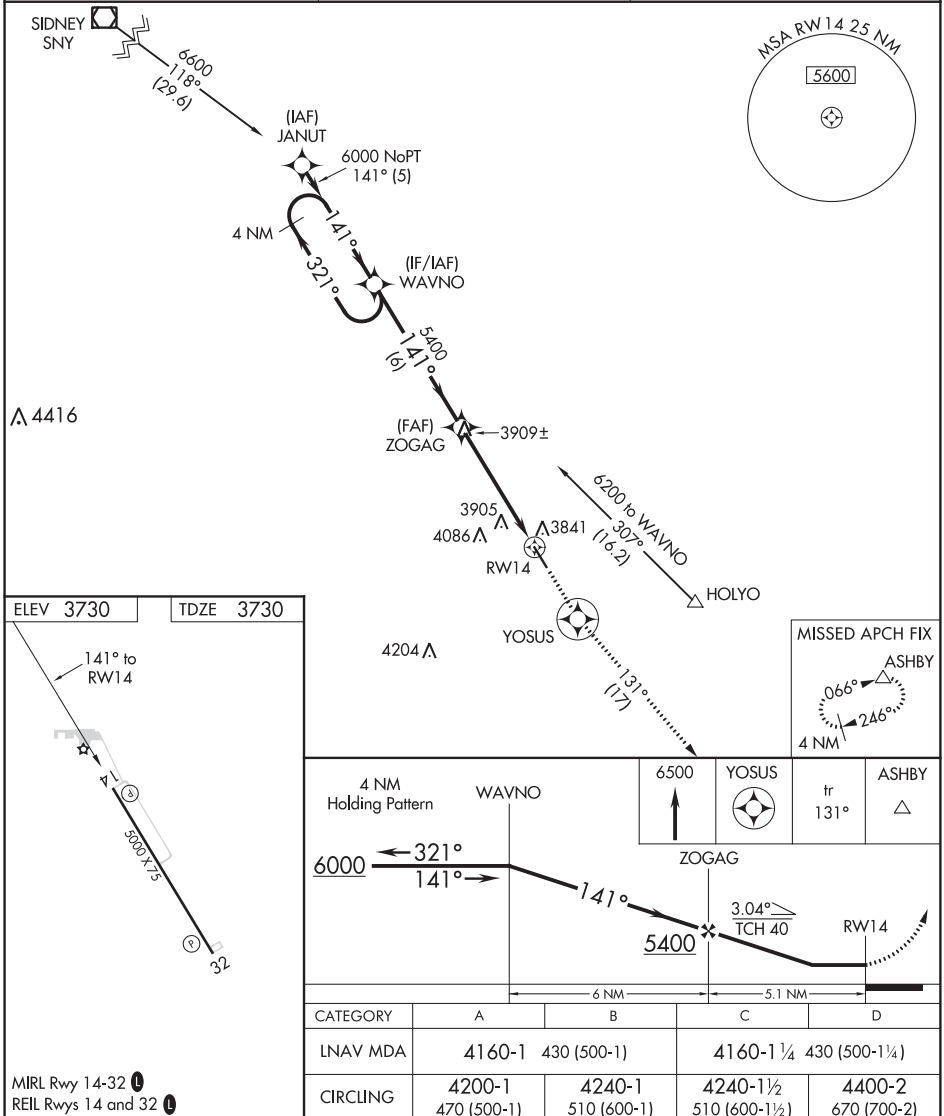 SIDNEY
SNY
6600
118°
(29.6)
MSA RW14 25 NM
5600
(IAF)
JANUT
6000 NoPT
141° (5)
4 NM
141°
321°
(IF/IAF)
WAVNO
5400
141°
(6)
4416
(FAF)
ZOGAG
3909±
3905
4086
3841
RW14
6200 to WAVNO
307°
(16.2)
HOLYO
YOSUS
4204
131°
(17)
MISSED APCH FIX
ASHBY
066°
246°
4 NM
ELEV 3730
TDZE 3730
141° to
RW14
14
P
5000 X 75
P
32
MIRL Rwy 14-32 L
REIL Rwys 14 and 32 L
4 NM
Holding Pattern
WAVNO
6500
YOSUS
tr
131°
ASHBY
6000
321°
141°
141°
ZOGAG
5400
3.04°
TCH 40
RW14
6 NM
5.1 NM
CATEGORY A B C D
LNAV MDA 4160-1 430 (500-1) 4160-1¼ 430 (500-1¼)
CIRCLING 4200-1 4240-1 4240-1½ 4400-2
470 (500-1) 510 (600-1) 510 (600-1½) 670 (700-2)